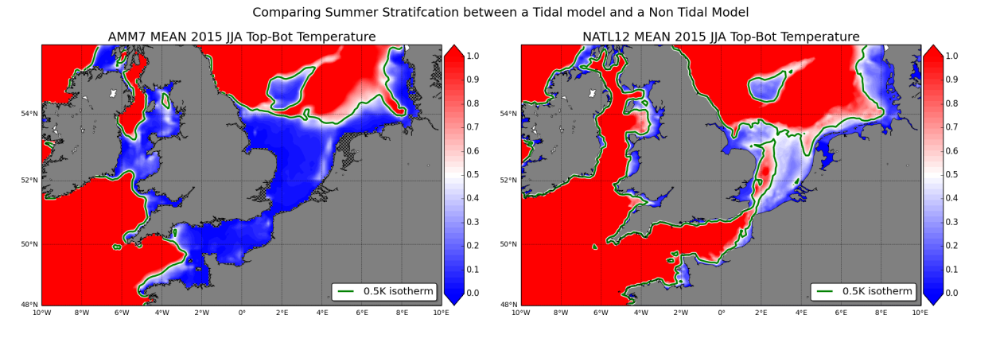 Comparing Summer Stratifcation between a Tidal model and a Non Tidal Model
AMM7 MEAN 2015 JJA Top-Bot Temperature
54°N
52°N
50°N
48°N
10°W 8°W 6°W 4°W 2°W 0° 2°E 4°E 6°E 8°E 10°E
0.5K isotherm
1.0
0.9
0.8
0.7
0.6
0.5
0.4
0.3
0.2
0.1
0.0
NATL12 MEAN 2015 JJA Top-Bot Temperature
54°N
52°N
50°N
48°N
10°W 8°W 6°W 4°W 2°W 0° 2°E 4°E 6°E 8°E 10°E
0.5K isotherm
1.0
0.9
0.8
0.7
0.6
0.5
0.4
0.3
0.2
0.1
0.0